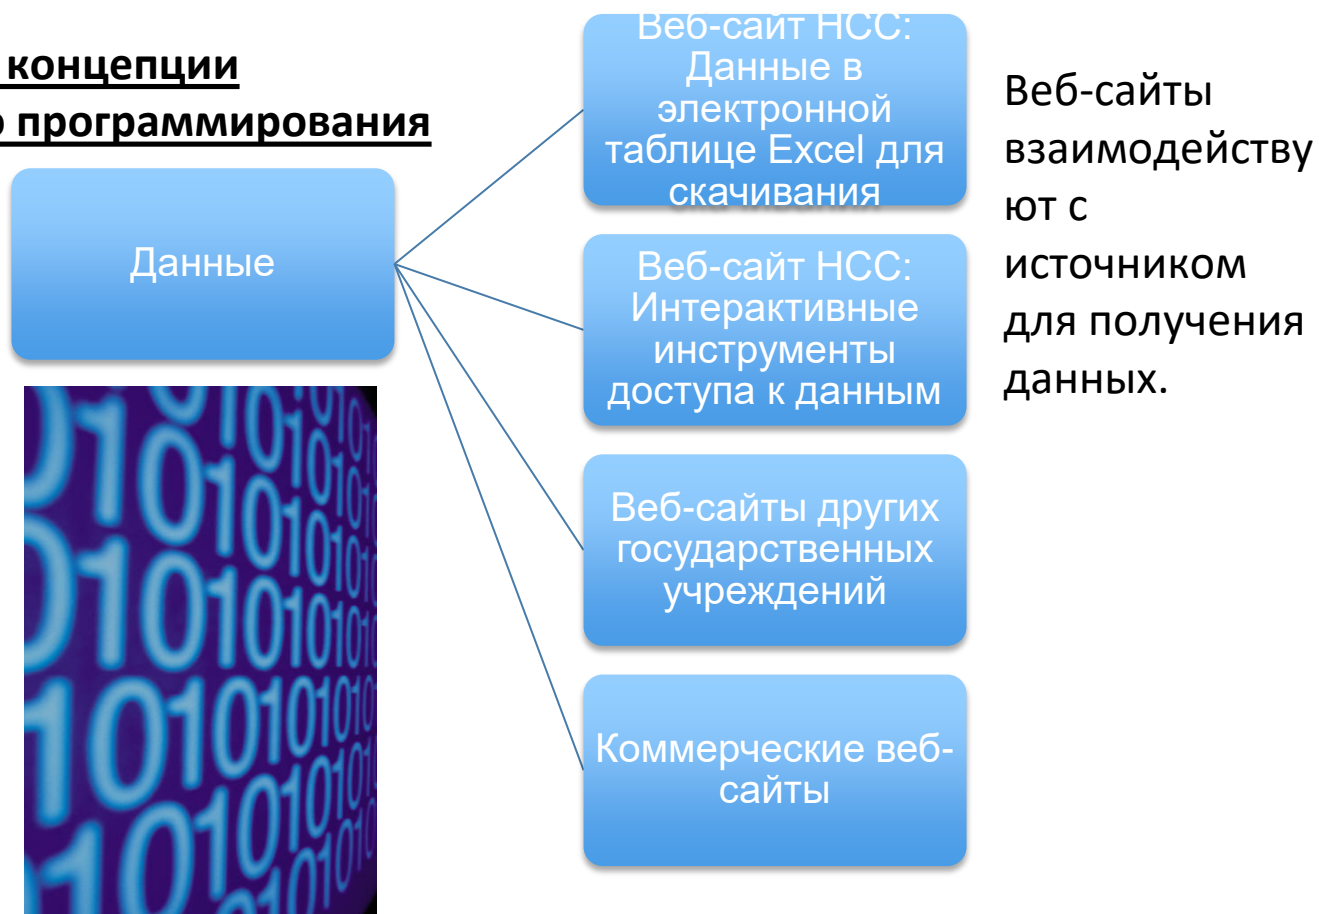 концепции
программирования
Данные
Веб-сайт НСС:
Данные в
электронной
таблице Excel для
скачивания
Веб-сайт НСС:
Интерактивные
инструменты
доступа к данным
Веб-сайты других
государственных
учреждений
Коммерческие веб-
сайты
Веб-сайты
взаимодейству
ют с
источником
для получения
данных.